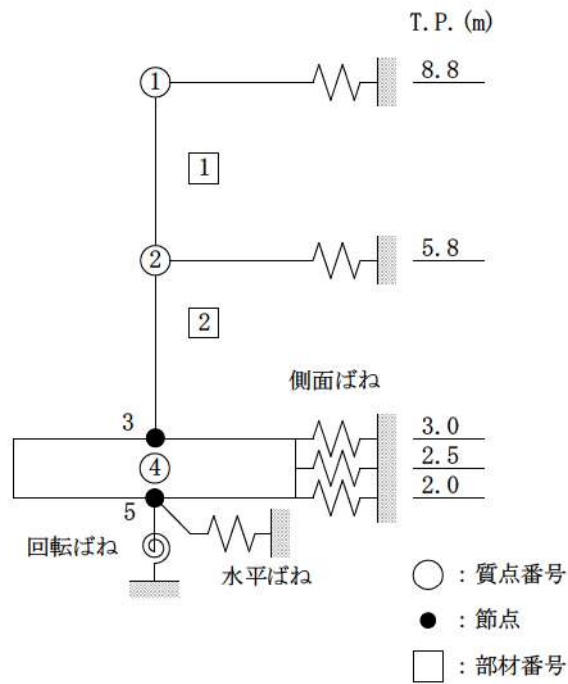 T.P.(m)
① 8.8
1
② 5.8
2
側面ばね
3 3.0
④ 2.5
5 2.0
回転ばね
水平ばね
○ : 質点番号
● : 節点
□ : 部材番号